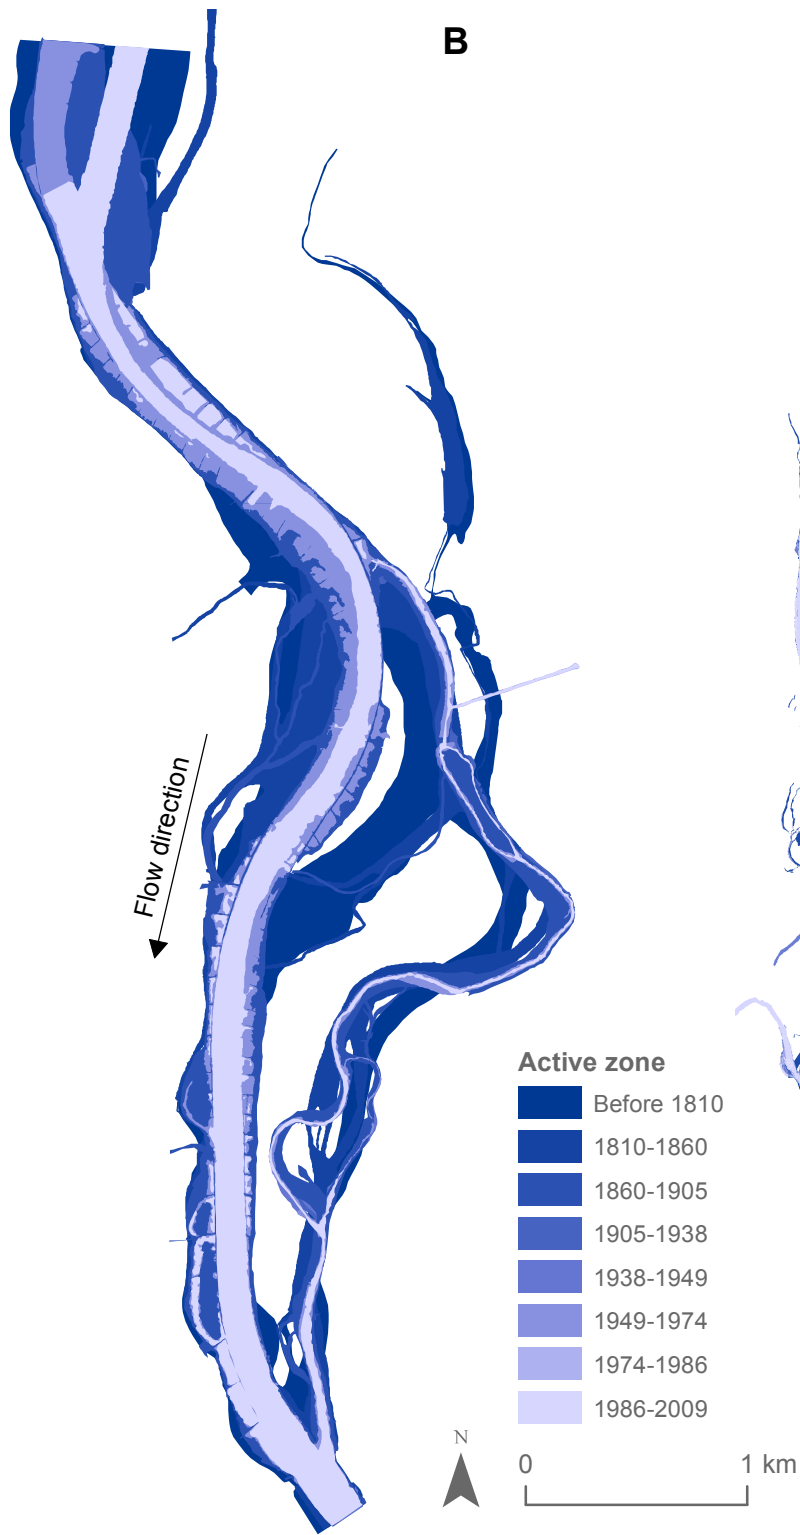 B
Flow direction
Active zone
Before 1810
1810-1860
1860-1905
1905-1938
1938-1949
1949-1974
1974-1986
1986-2009
N
0 1 km